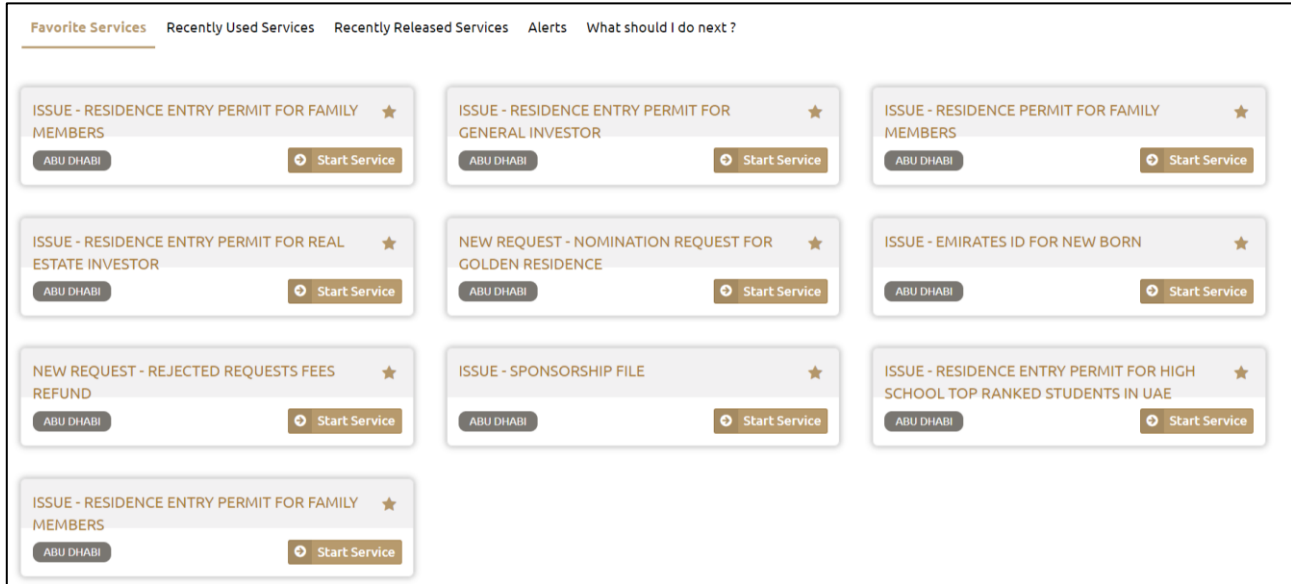 Favorite Services Recently Used Services Recently Released Services Alerts What should I do next ?
ISSUE - RESIDENCE ENTRY PERMIT FOR FAMILY
MEMBERS
ABU DHABI
Start Service
ISSUE - RESIDENCE ENTRY PERMIT FOR
GENERAL INVESTOR
ABU DHABI
Start Service
ISSUE - RESIDENCE PERMIT FOR FAMILY
MEMBERS
ABU DHABI
Start Service
ISSUE - RESIDENCE ENTRY PERMIT FOR REAL
ESTATE INVESTOR
ABU DHABI
Start Service
NEW REQUEST - NOMINATION REQUEST FOR
GOLDEN RESIDENCE
ABU DHABI
Start Service
ISSUE - EMIRATES ID FOR NEW BORN
ABU DHABI
Start Service
NEW REQUEST - REJECTED REQUESTS FEES
REFUND
ABU DHABI
Start Service
ISSUE - SPONSORSHIP FILE
ABU DHABI
Start Service
ISSUE - RESIDENCE ENTRY PERMIT FOR HIGH
SCHOOL TOP RANKED STUDENTS IN UAE
ABU DHABI
Start Service
ISSUE - RESIDENCE ENTRY PERMIT FOR FAMILY
MEMBERS
ABU DHABI
Start Service